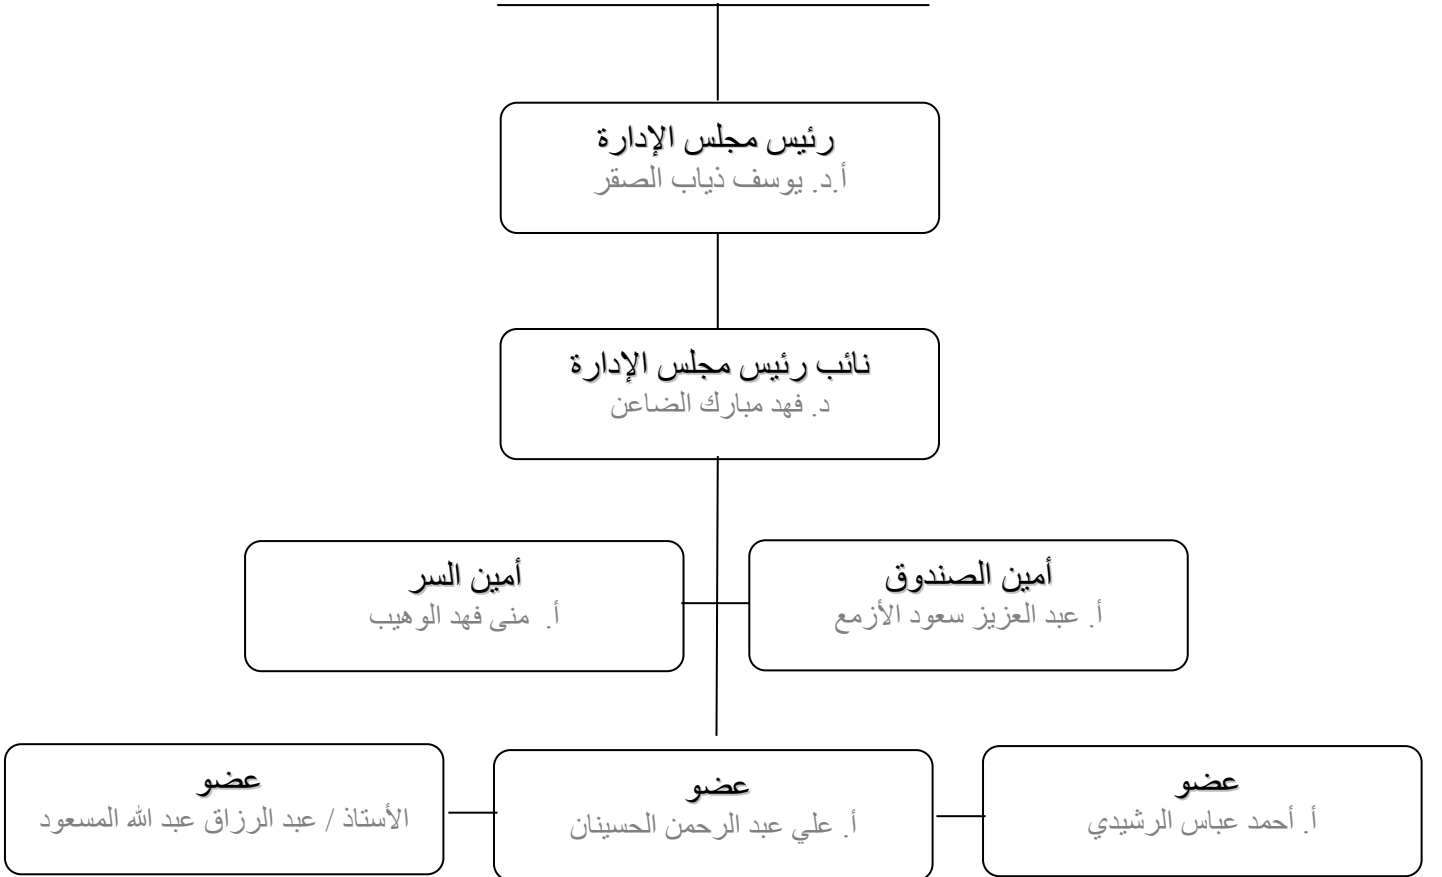 رئيس مجلس الإدارة
أ.د. يوسف ذياب الصقر
نائب رئيس مجلس الإدارة
د. فهد مبارك الضاعن
أمين الصندوق
أ. عبد العزيز سعود الأزمع
أمين السر
أ. منى فهد الوهيب
عضو
أ. أحمد عباس الرشيدي
عضو
أ. علي عبد الرحمن الحسينان
عضو
الأستاذ / عبد الرزاق عبد الله المسعود